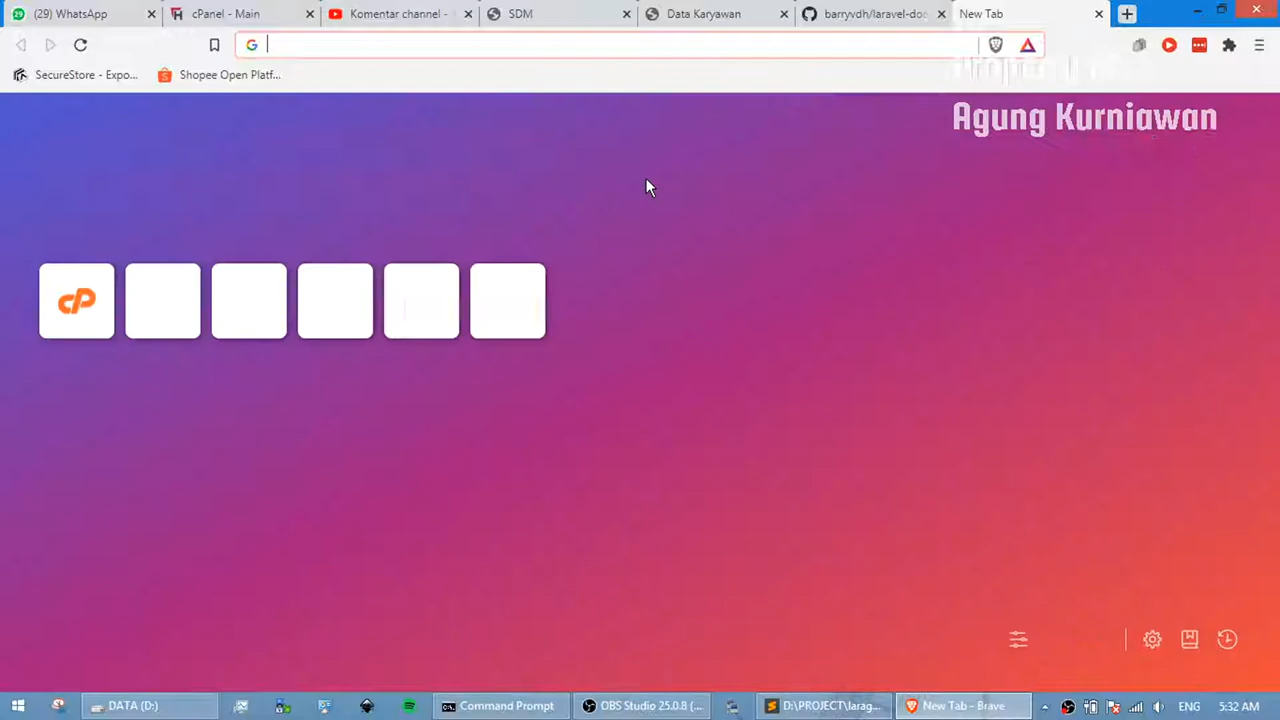 (29) WhatsApp
cPanel - Main
Komentar channel -
SDM
Data Karyawan
barryvdh/laravel-do
New Tab
SecureStore - Expo...
Shopee Open Platf...
Agung Kurniawan
DATA (D:)
Command Prompt
OBS Studio 25.0.8 (...
D:\PROJECT\larag...
New Tab - Brave
ENG
5:32 AM